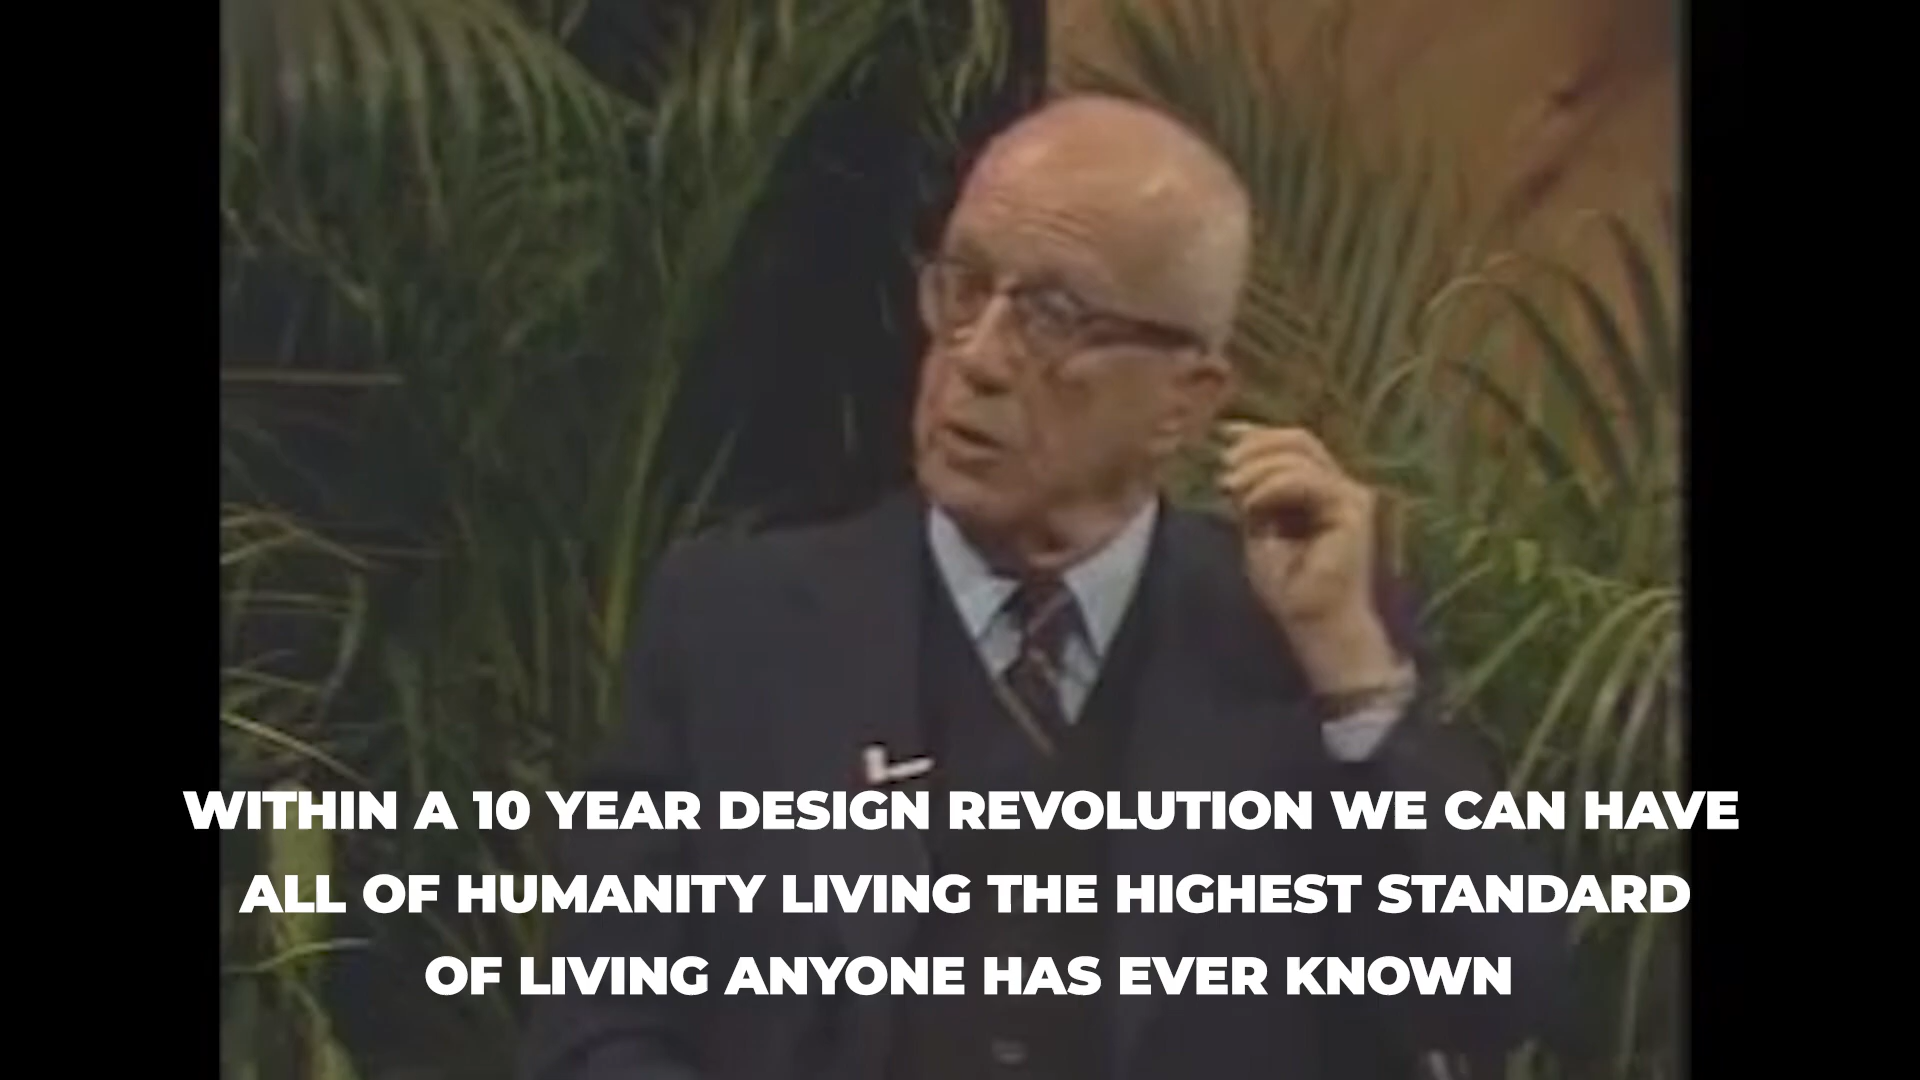 WITHIN A 10 YEAR DESIGN REVOLUTION WE CAN HAVE
ALL OF HUMANITY LIVING THE HIGHEST STANDARD
OF LIVING ANYONE HAS EVER KNOWN